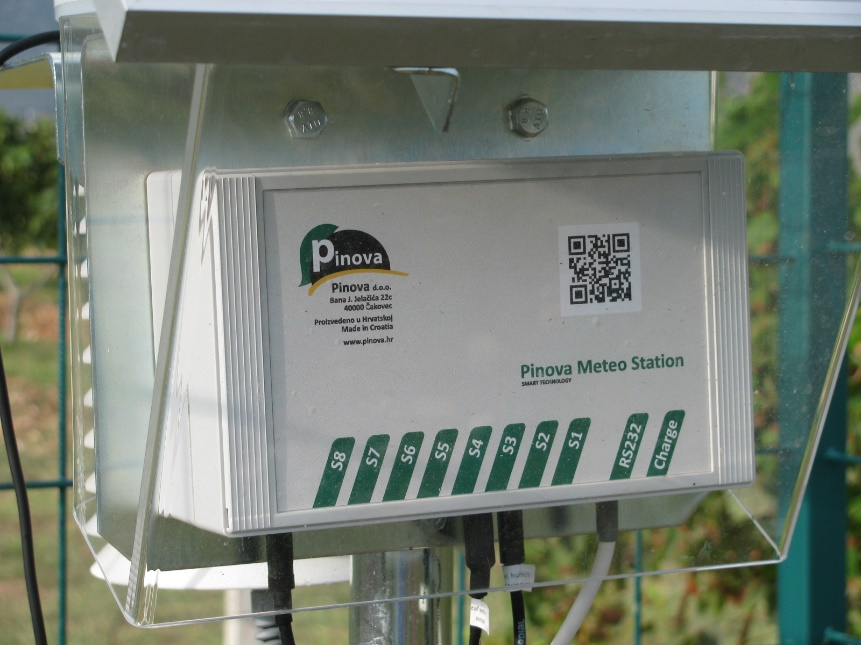 Pinova
Pinova d.o.o.
Bana J. Jelačića 22c
40000 Čakovec
Proizvedeno u Hrvatskoj
Made in Croatia
www.pinova.hr
Pinova Meteo Station
SMART TECHNOLOGY
S8 S7 S6 S5 S4 S3 S2 S1 RS232 Charge